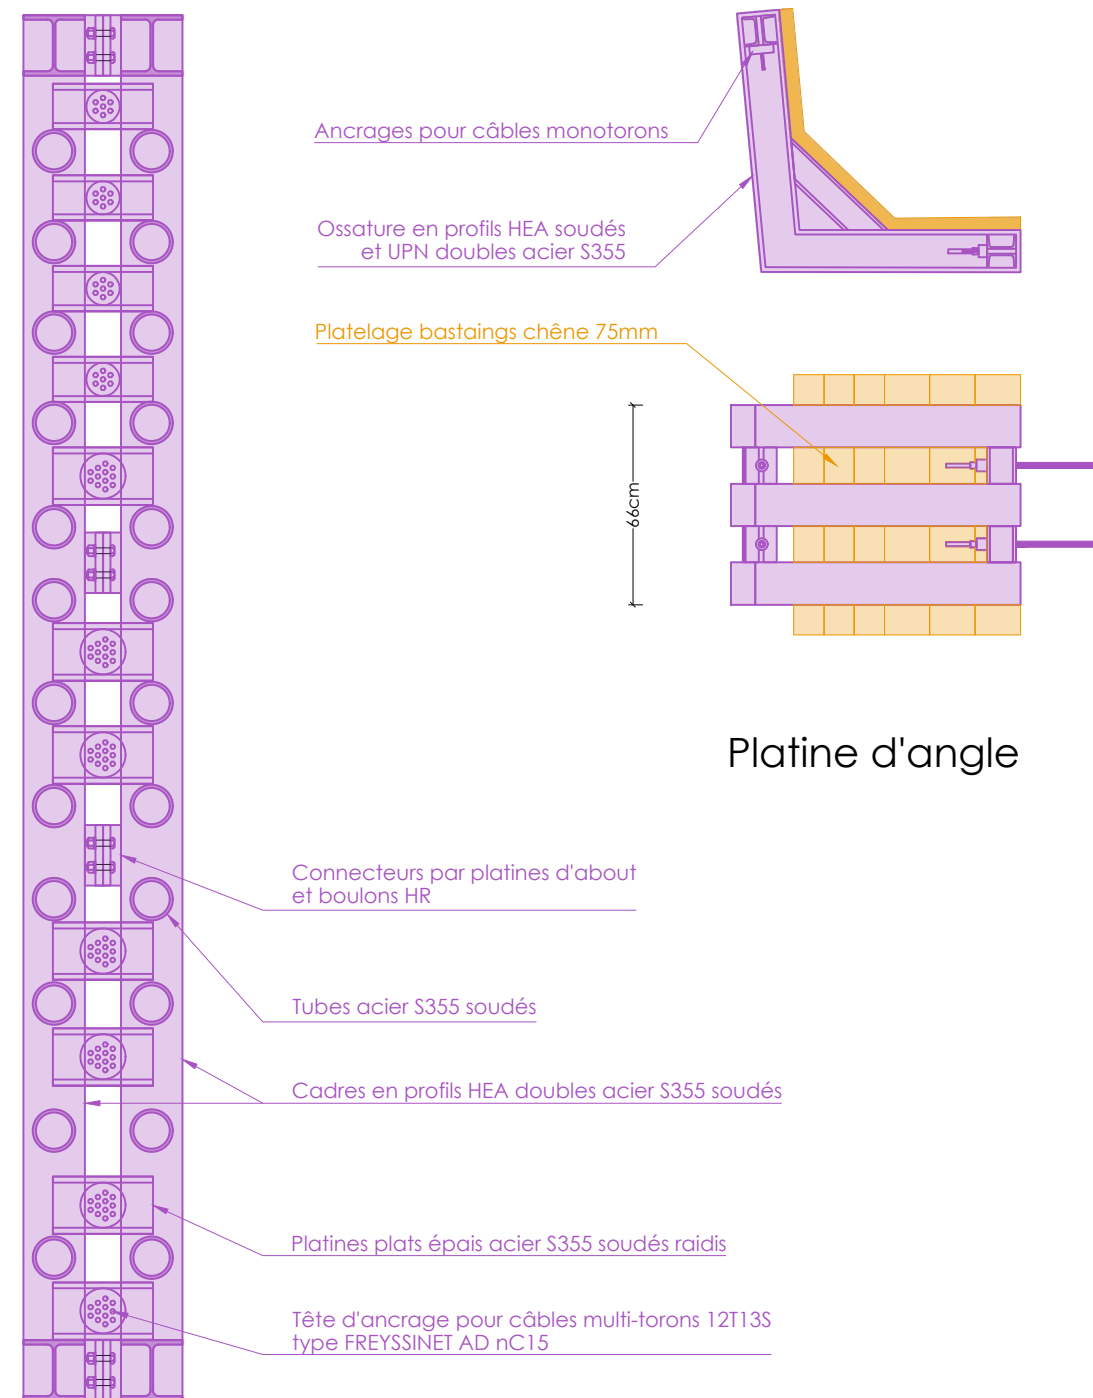 Ancrages pour câbles monotorons
Ossature en profils HEA soudés
et UPN doubles acier S355
Platelage bastaings chêne 75mm
66cm
Platine d'angle
Connecteurs par platines d'about
et boulons HR
Tubes acier S355 soudés
Cadres en profils HEA doubles acier S355 soudés
Platines plats épais acier S355 soudés raidis
Tête d'ancrage pour câbles multi-torons 12T13S
type FREYSSINET AD nC15